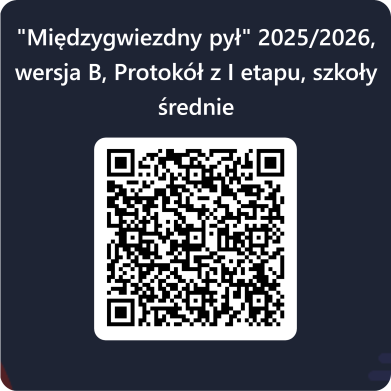 "Międzygwiezdny pył" 2025/2026,
wersja B, Protokół z I etapu, szkoły
średnie